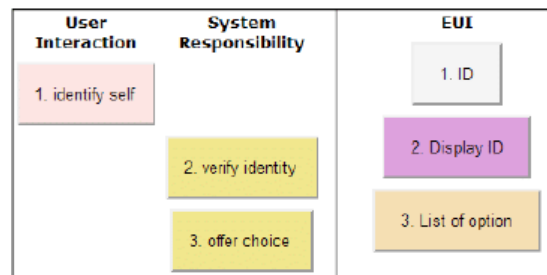 User Interaction
System Responsibility
EUI
1. identify self
1. ID
2. verify identity
2. Display ID
3. offer choice
3. List of option